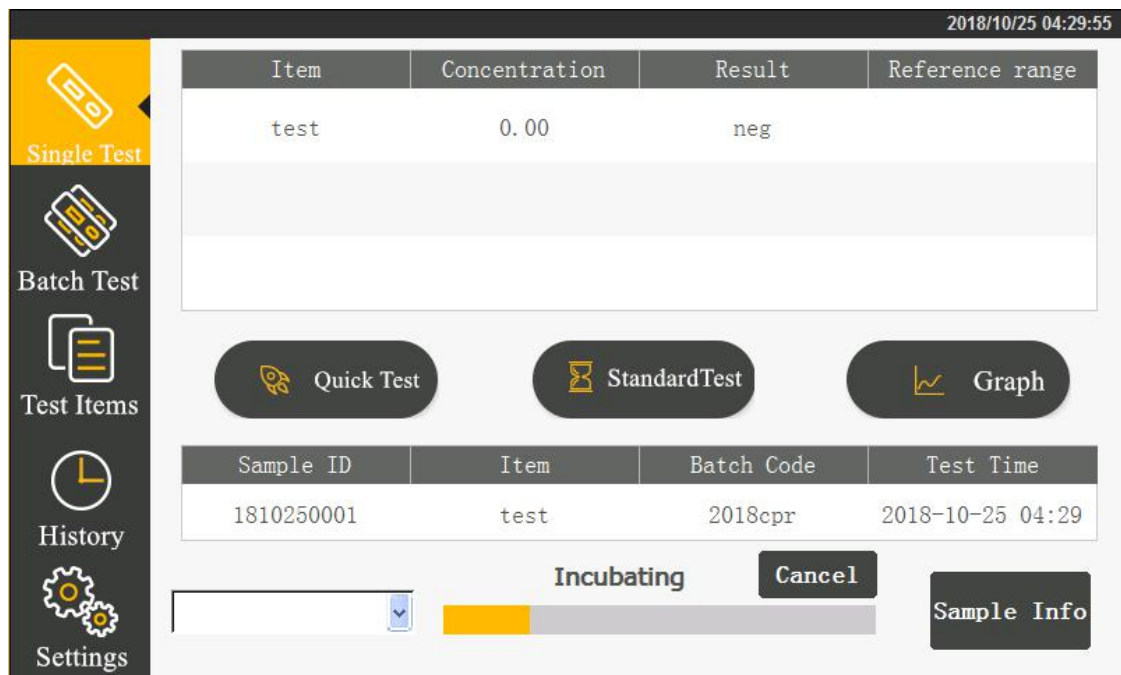 2018/10/25 04:29:55
Single Test
Batch Test
Test Items
History
Settings
Item Concentration Result Reference range
test 0.00 neg
Quick Test StandardTest Graph
Sample ID Item Batch Code Test Time
1810250001 test 2018cpr 2018-10-25 04:29
Incubating Cancel
Sample Info